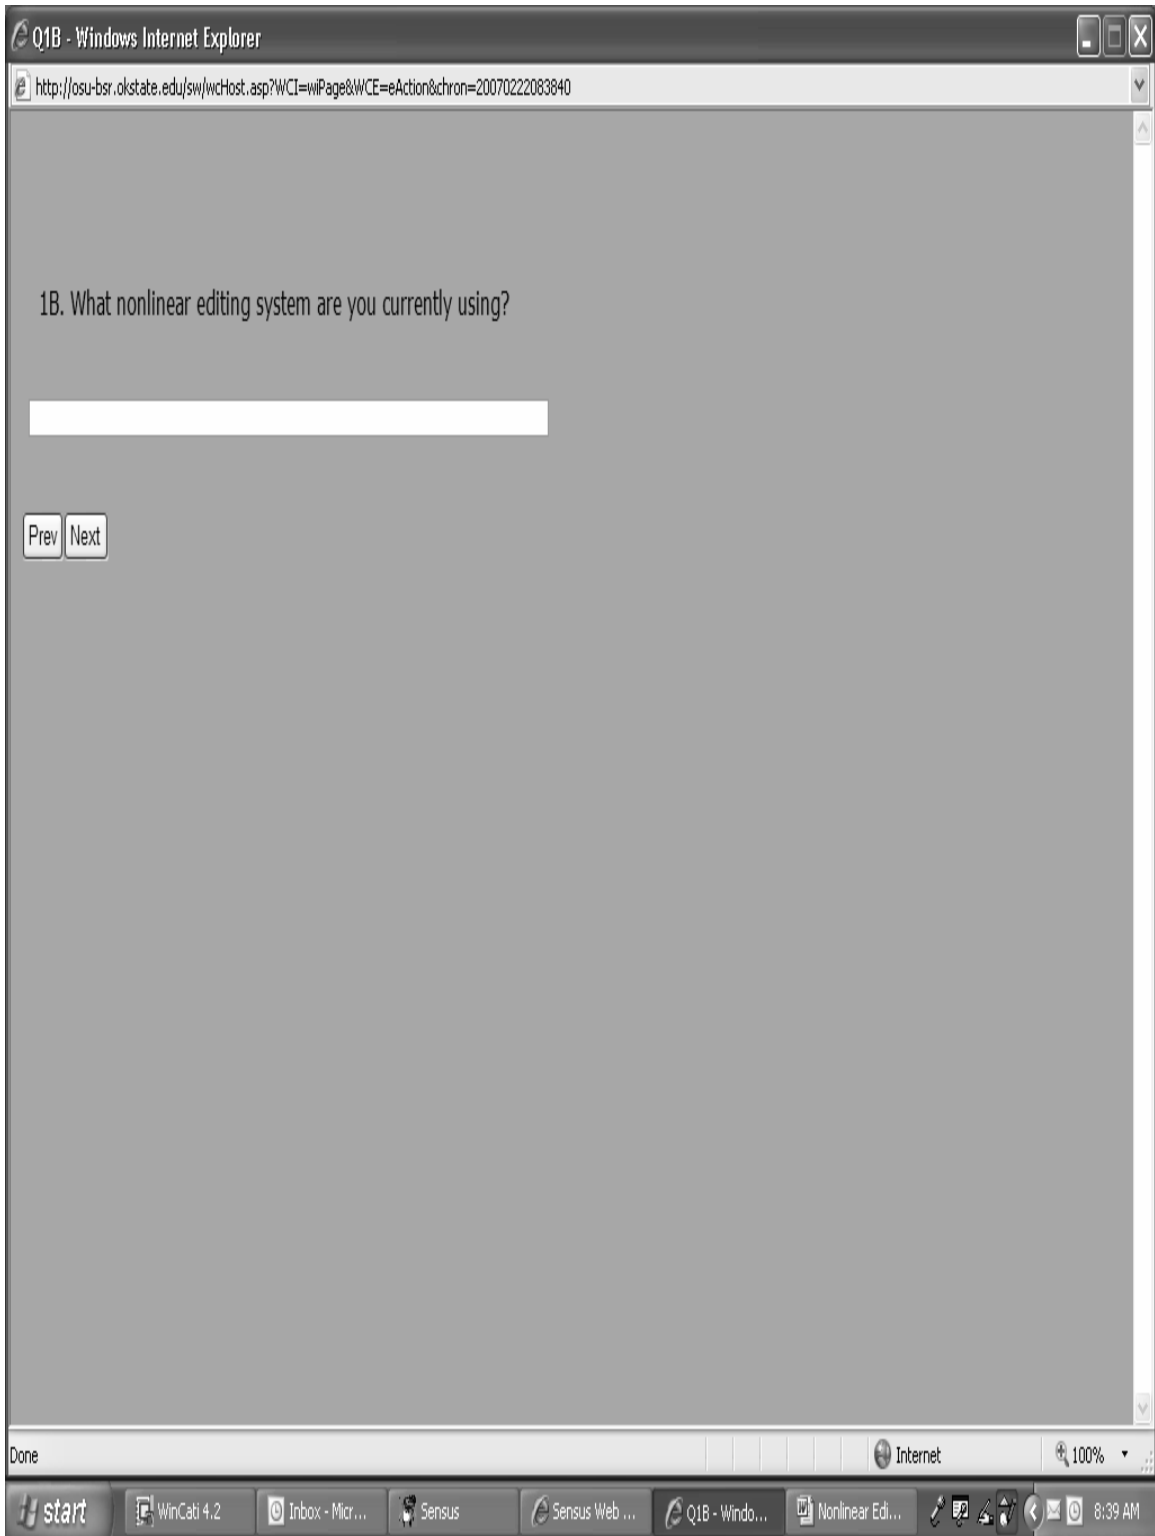 Q1B - Windows Internet Explorer
http://osu-bsr.okstate.edu/sw/wcHost.asp?WCI=wiPage&WCE=eAction&chron=20070222083840
1B. What nonlinear editing system are you currently using?
Prev Next
Done Internet 100%
start WinCati 4.2 Inbox - Micr... Sensus Sensus Web ... Q1B - Windo... Nonlinear Edi... 8:39 AM